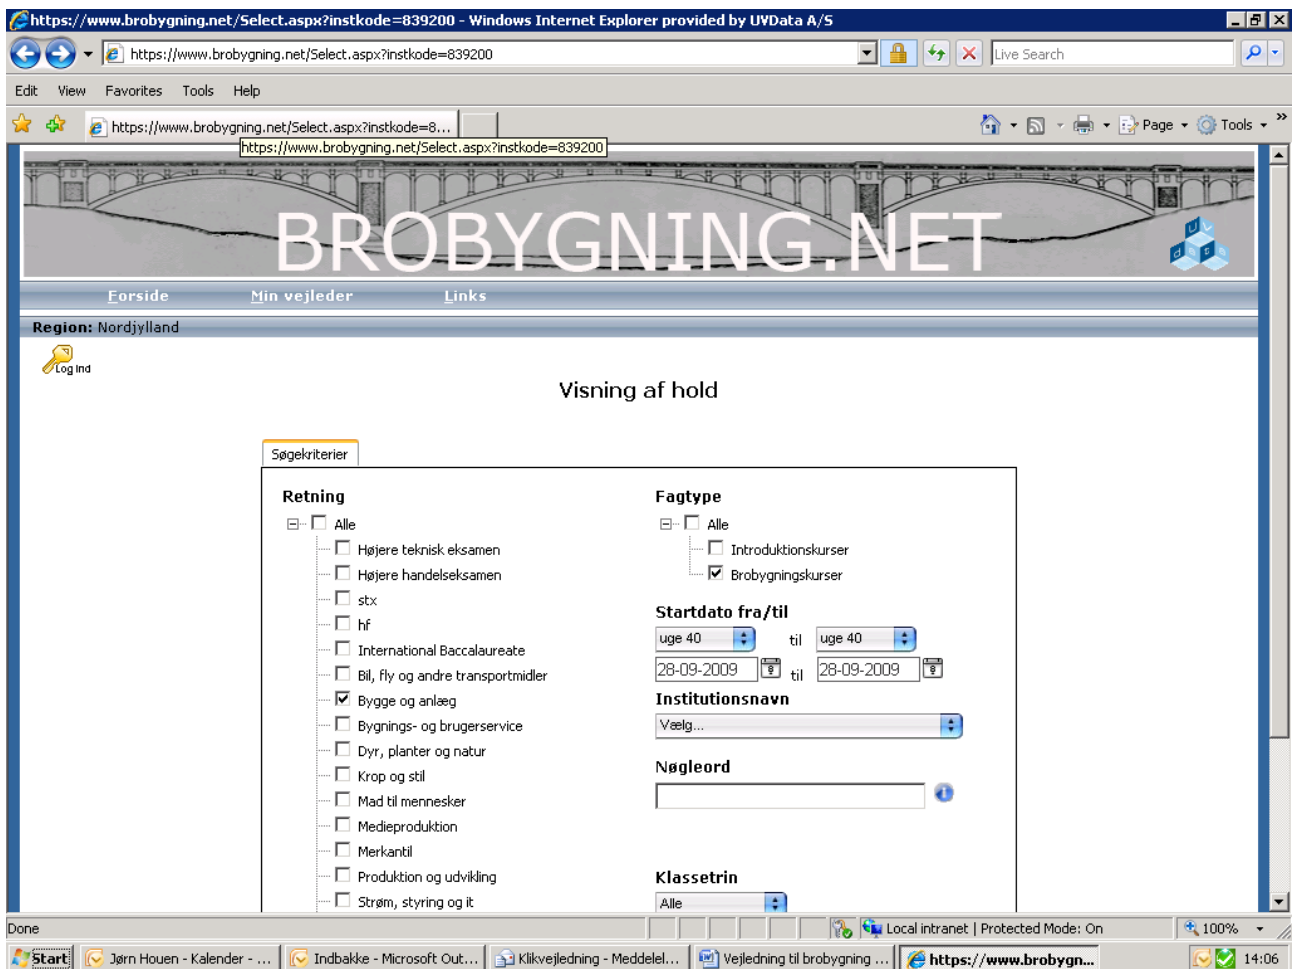 https://www.brobygning.net/Select.aspx?instkode=839200 - Windows Internet Explorer provided by UVData A/S
https://www.brobygning.net/Select.aspx?instkode=839200
Live Search
Edit View Favorites Tools Help
https://www.brobygning.net/Select.aspx?instkode=8...
Page Tools
https://www.brobygning.net/Select.aspx?instkode=839200
BROBYGNING.NET
Forside Min vejleder Links
Region: Nordjylland
Log ind
Visning af hold
Søgekriterier
Retning
Alle
Højere teknisk eksamen
Højere handelseksamen
stx
hf
International Baccalaureate
Bil, fly og andre transportmidler
Bygge og anlæg
Bygnings- og brugerservice
Dyr, planter og natur
Krop og stil
Mad til mennesker
Medieproduktion
Merkantil
Produktion og udvikling
Strøm, styring og it
Fagtype
Alle
Introduktionskurser
Brobygningskurser
Startdato fra/til
uge 40 til uge 40
28-09-2009 til 28-09-2009
Institutionsnavn
Vælg...
Nøgleord
Klassetrin
Alle
Done
Local intranet | Protected Mode: On
100%
Start
Jørn Houen - Kalender - ...
Indbakke - Microsoft Out...
Klikvejledning - Meddelel...
Vejledning til brobygning ...
https://www.brobygn...
14:06